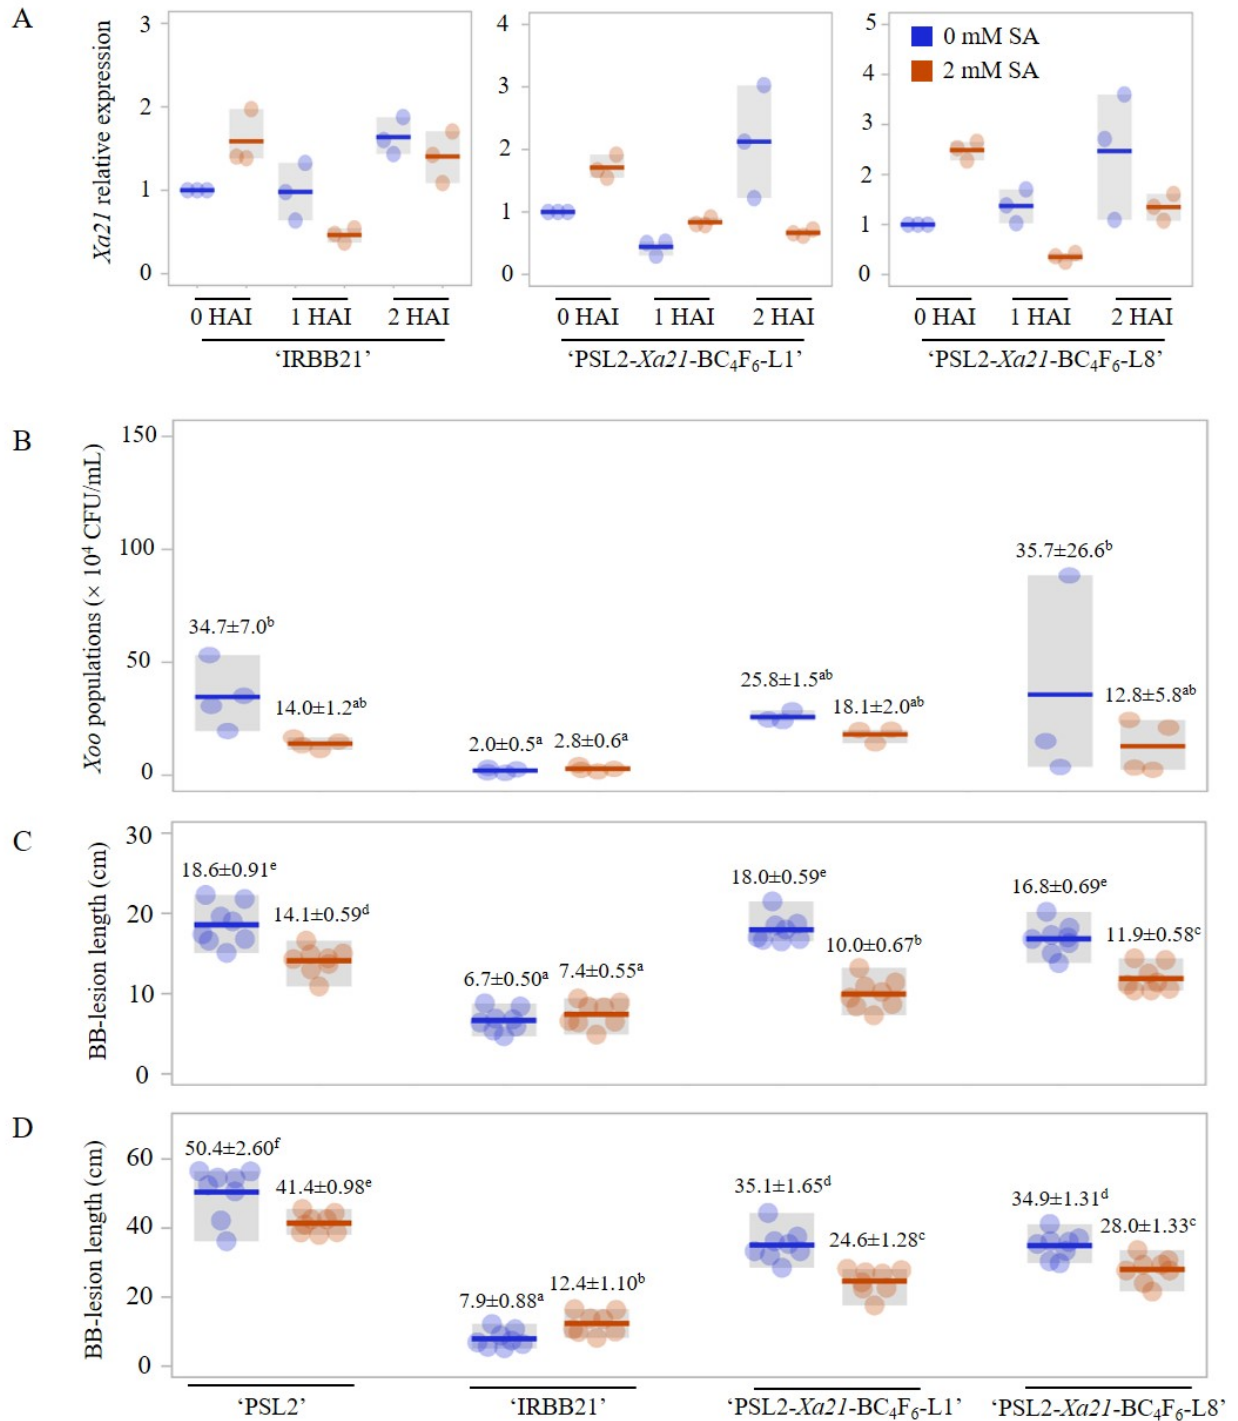 A
Xa21 relative expression
3
2
1
0
4
3
2
1
0
5
4
3
2
1
0
0 mM SA
2 mM SA
0 HAI 1 HAI 2 HAI
0 HAI 1 HAI 2 HAI
0 HAI 1 HAI 2 HAI
‘IRBB21’
‘PSL2-Xa21-BC₄F₆-L1’
‘PSL2-Xa21-BC₄F₆-L8’
B
Xoo populations (× 10⁴ CFU/mL)
150
100
50
0
34.7±7.0ᵇ
14.0±1.2ᵃᵇ
2.0±0.5ᵃ
2.8±0.6ᵃ
25.8±1.5ᵃᵇ
18.1±2.0ᵃᵇ
35.7±26.6ᵇ
12.8±5.8ᵃᵇ
C
BB-lesion length (cm)
30
20
10
0
18.6±0.91ᵉ
14.1±0.59ᵈ
6.7±0.50ᵃ
7.4±0.55ᵃ
18.0±0.59ᵉ
10.0±0.67ᵇ
16.8±0.69ᵉ
11.9±0.58ᶜ
D
BB-lesion length (cm)
60
40
20
0
50.4±2.60ᶠ
41.4±0.98ᵉ
7.9±0.88ᵃ
12.4±1.10ᵇ
35.1±1.65ᵈ
24.6±1.28ᶜ
34.9±1.31ᵈ
28.0±1.33ᶜ
‘PSL2’
‘IRBB21’
‘PSL2-Xa21-BC₄F₆-L1’
‘PSL2-Xa21-BC₄F₆-L8’